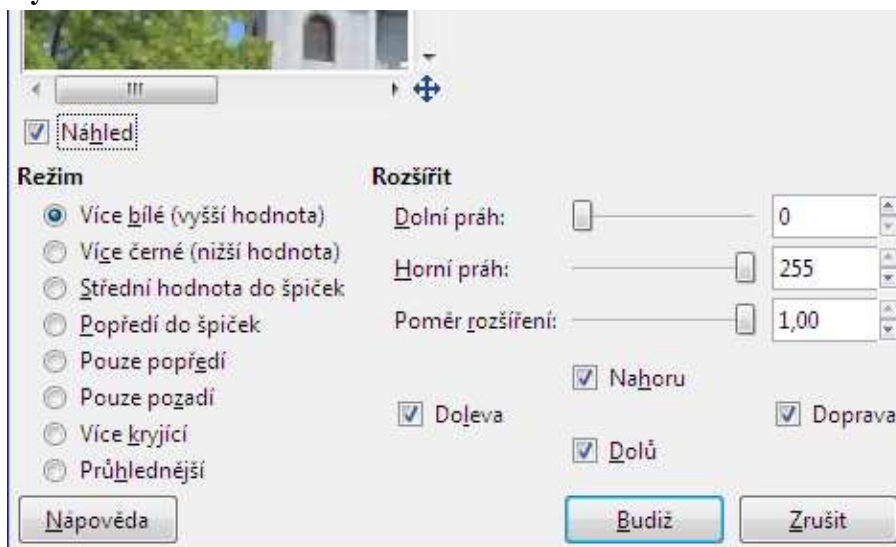 Náhled
Režim
Více bílé (vyšší hodnota)
Více černé (nižší hodnota)
Střední hodnota do špiček
Popředí do špiček
Pouze popředí
Pouze pozadí
Více kryjící
Průhlednější
Rozšířit
Dolní práh: 0
Horní práh: 255
Poměr rozšíření: 1,00
Nahoru
Doleva
Doprava
Dolů
Nápověda
Budiž
Zrušit